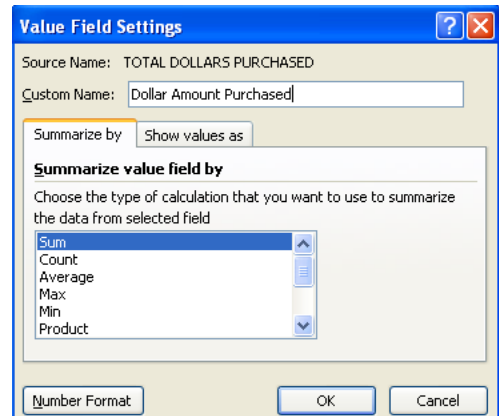 Value Field Settings
Source Name: TOTAL DOLLARS PURCHASED
Custom Name: Dollar Amount Purchased
Summarize by Show values as
Summarize value field by
Choose the type of calculation that you want to use to summarize
the data from selected field
Sum
Count
Average
Max
Min
Product
Number Format OK Cancel